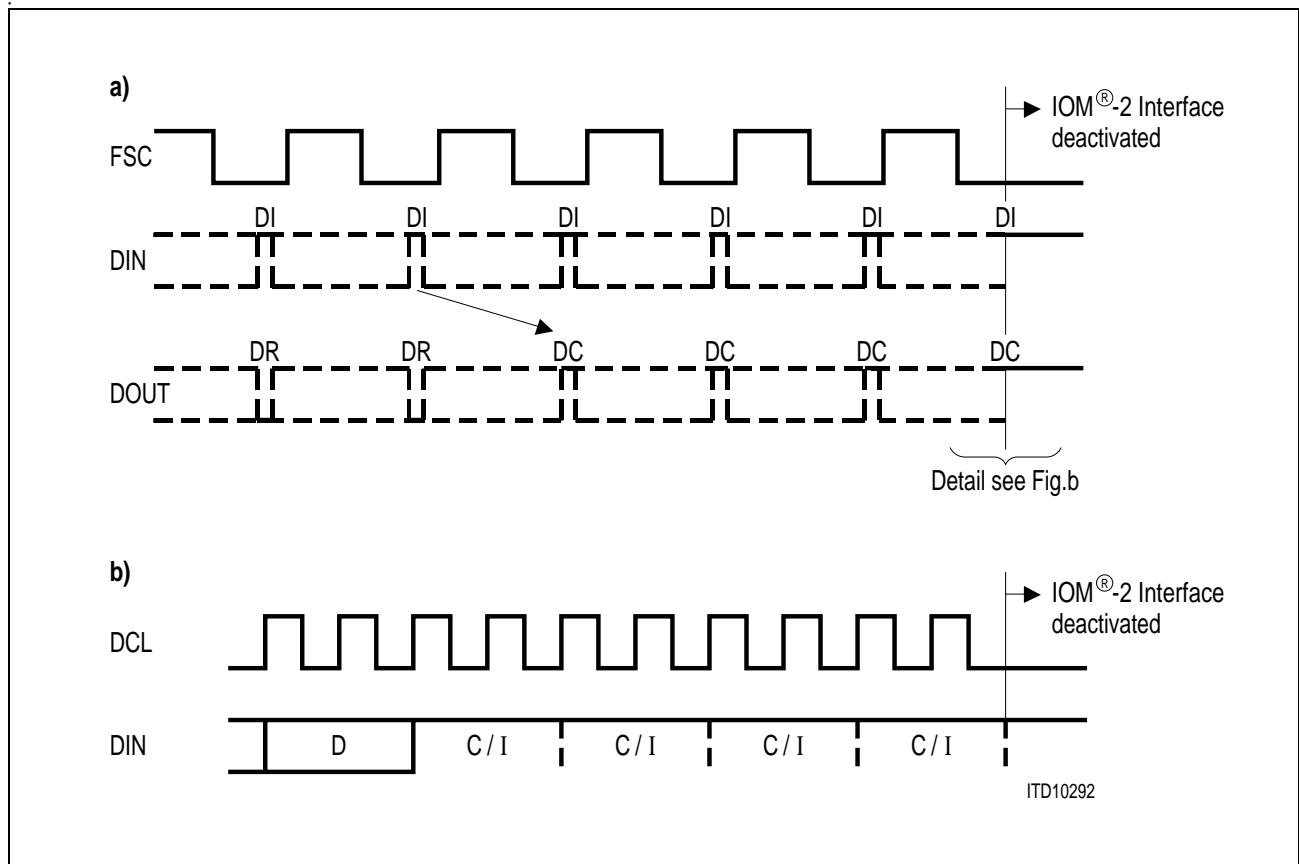 a)
IOM®-2 Interface
deactivated
FSC
DI DI DI DI DI DI
DIN
DR DR DC DC DC DC
DOUT
Detail see Fig.b
b)
IOM®-2 Interface
deactivated
DCL
DIN D C / I C / I C / I C / I
ITD10292